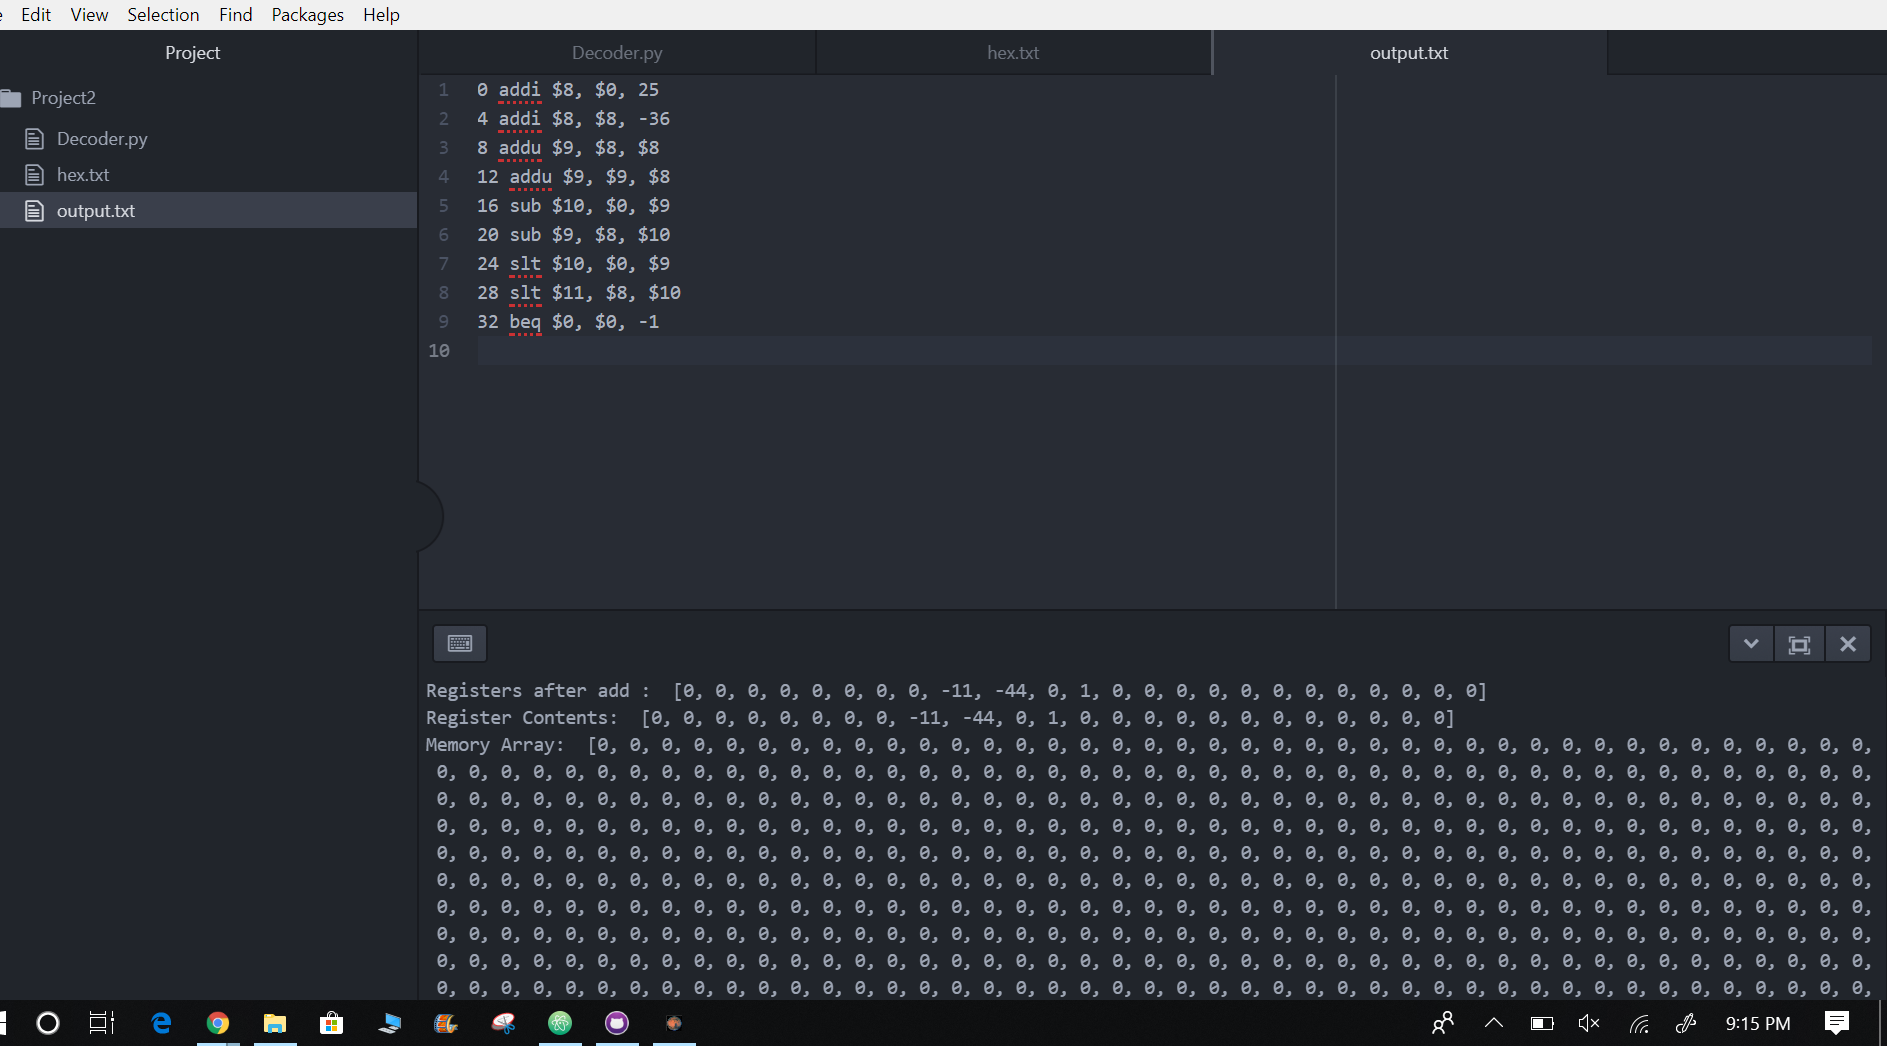 Edit View Selection Find Packages Help
Project
Project2
Decoder.py
hex.txt
output.txt
Decoder.py hex.txt output.txt
1 0 addi $8, $0, 25
2 4 addi $8, $8, -36
3 8 addu $9, $8, $8
4 12 addu $9, $9, $8
5 16 sub $10, $0, $9
6 20 sub $9, $8, $10
7 24 slt $10, $0, $9
8 28 slt $11, $8, $10
9 32 beq $0, $0, -1
10
Registers after add :  [0, 0, 0, 0, 0, 0, 0, 0, -11, -44, 0, 1, 0, 0, 0, 0, 0, 0, 0, 0, 0, 0, 0, 0]
Register Contents:  [0, 0, 0, 0, 0, 0, 0, 0, -11, -44, 0, 1, 0, 0, 0, 0, 0, 0, 0, 0, 0, 0, 0, 0]
Memory Array:  [0, 0, 0, 0, 0, 0, 0, 0, 0, 0, 0, 0, 0, 0, 0, 0, 0, 0, 0, 0, 0, 0, 0, 0, 0, 0, 0, 0, 0, 0, 0, 0, 0, 0, 0, 0, 0, 0, 0, 0,
0, 0, 0, 0, 0, 0, 0, 0, 0, 0, 0, 0, 0, 0, 0, 0, 0, 0, 0, 0, 0, 0, 0, 0, 0, 0, 0, 0, 0, 0, 0, 0, 0, 0, 0, 0, 0, 0, 0, 0, 0, 0, 0, 0, 0,
0, 0, 0, 0, 0, 0, 0, 0, 0, 0, 0, 0, 0, 0, 0, 0, 0, 0, 0, 0, 0, 0, 0, 0, 0, 0, 0, 0, 0, 0, 0, 0, 0, 0, 0, 0, 0, 0, 0, 0, 0, 0, 0, 0, 0,
0, 0, 0, 0, 0, 0, 0, 0, 0, 0, 0, 0, 0, 0, 0, 0, 0, 0, 0, 0, 0, 0, 0, 0, 0, 0, 0, 0, 0, 0, 0, 0, 0, 0, 0, 0, 0, 0, 0, 0, 0, 0, 0, 0, 0,
0, 0, 0, 0, 0, 0, 0, 0, 0, 0, 0, 0, 0, 0, 0, 0, 0, 0, 0, 0, 0, 0, 0, 0, 0, 0, 0, 0, 0, 0, 0, 0, 0, 0, 0, 0, 0, 0, 0, 0, 0, 0, 0, 0, 0,
0, 0, 0, 0, 0, 0, 0, 0, 0, 0, 0, 0, 0, 0, 0, 0, 0, 0, 0, 0, 0, 0, 0, 0, 0, 0, 0, 0, 0, 0, 0, 0, 0, 0, 0, 0, 0, 0, 0, 0, 0, 0, 0, 0, 0,
0, 0, 0, 0, 0, 0, 0, 0, 0, 0, 0, 0, 0, 0, 0, 0, 0, 0, 0, 0, 0, 0, 0, 0, 0, 0, 0, 0, 0, 0, 0, 0, 0, 0, 0, 0, 0, 0, 0, 0, 0, 0, 0, 0, 0,
0, 0, 0, 0, 0, 0, 0, 0, 0, 0, 0, 0, 0, 0, 0, 0, 0, 0, 0, 0, 0, 0, 0, 0, 0, 0, 0, 0, 0, 0, 0, 0, 0, 0, 0, 0, 0, 0, 0, 0, 0, 0, 0, 0, 0,
0, 0, 0, 0, 0, 0, 0, 0, 0, 0, 0, 0, 0, 0, 0, 0, 0, 0, 0, 0, 0, 0, 0, 0, 0, 0, 0, 0, 0, 0, 0, 0, 0, 0, 0, 0, 0, 0, 0, 0, 0, 0, 0, 0, 0,
0, 0, 0, 0, 0, 0, 0, 0, 0, 0, 0, 0, 0, 0, 0, 0, 0, 0, 0, 0, 0, 0, 0, 0, 0, 0, 0, 0, 0, 0, 0, 0, 0, 0, 0, 0, 0, 0, 0, 0, 0, 0, 0, 0, 0,
9:15 PM